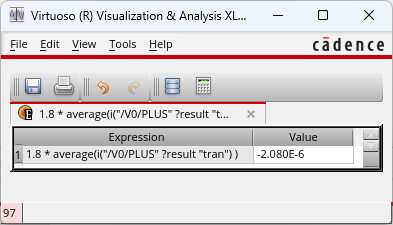 Virtuoso (R) Visualization & Analysis XL...
File Edit View Tools Help
cādence
1.8 * average(i("/V0/PLUS" ?result "t...
Expression Value
1 1.8 * average(i("/V0/PLUS" ?result "tran") ) -2.080E-6
97